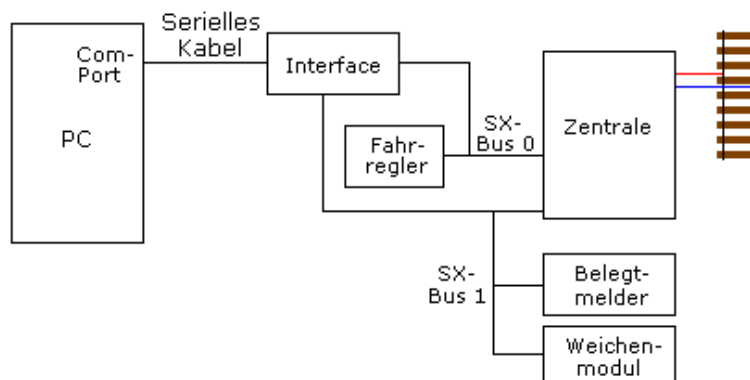 Serielles
Kabel
Com-
Port
PC
Interface
Fahr-
regler
SX-
Bus 0
Zentrale
SX-
Bus 1
Belegt-
melder
Weichen-
modul